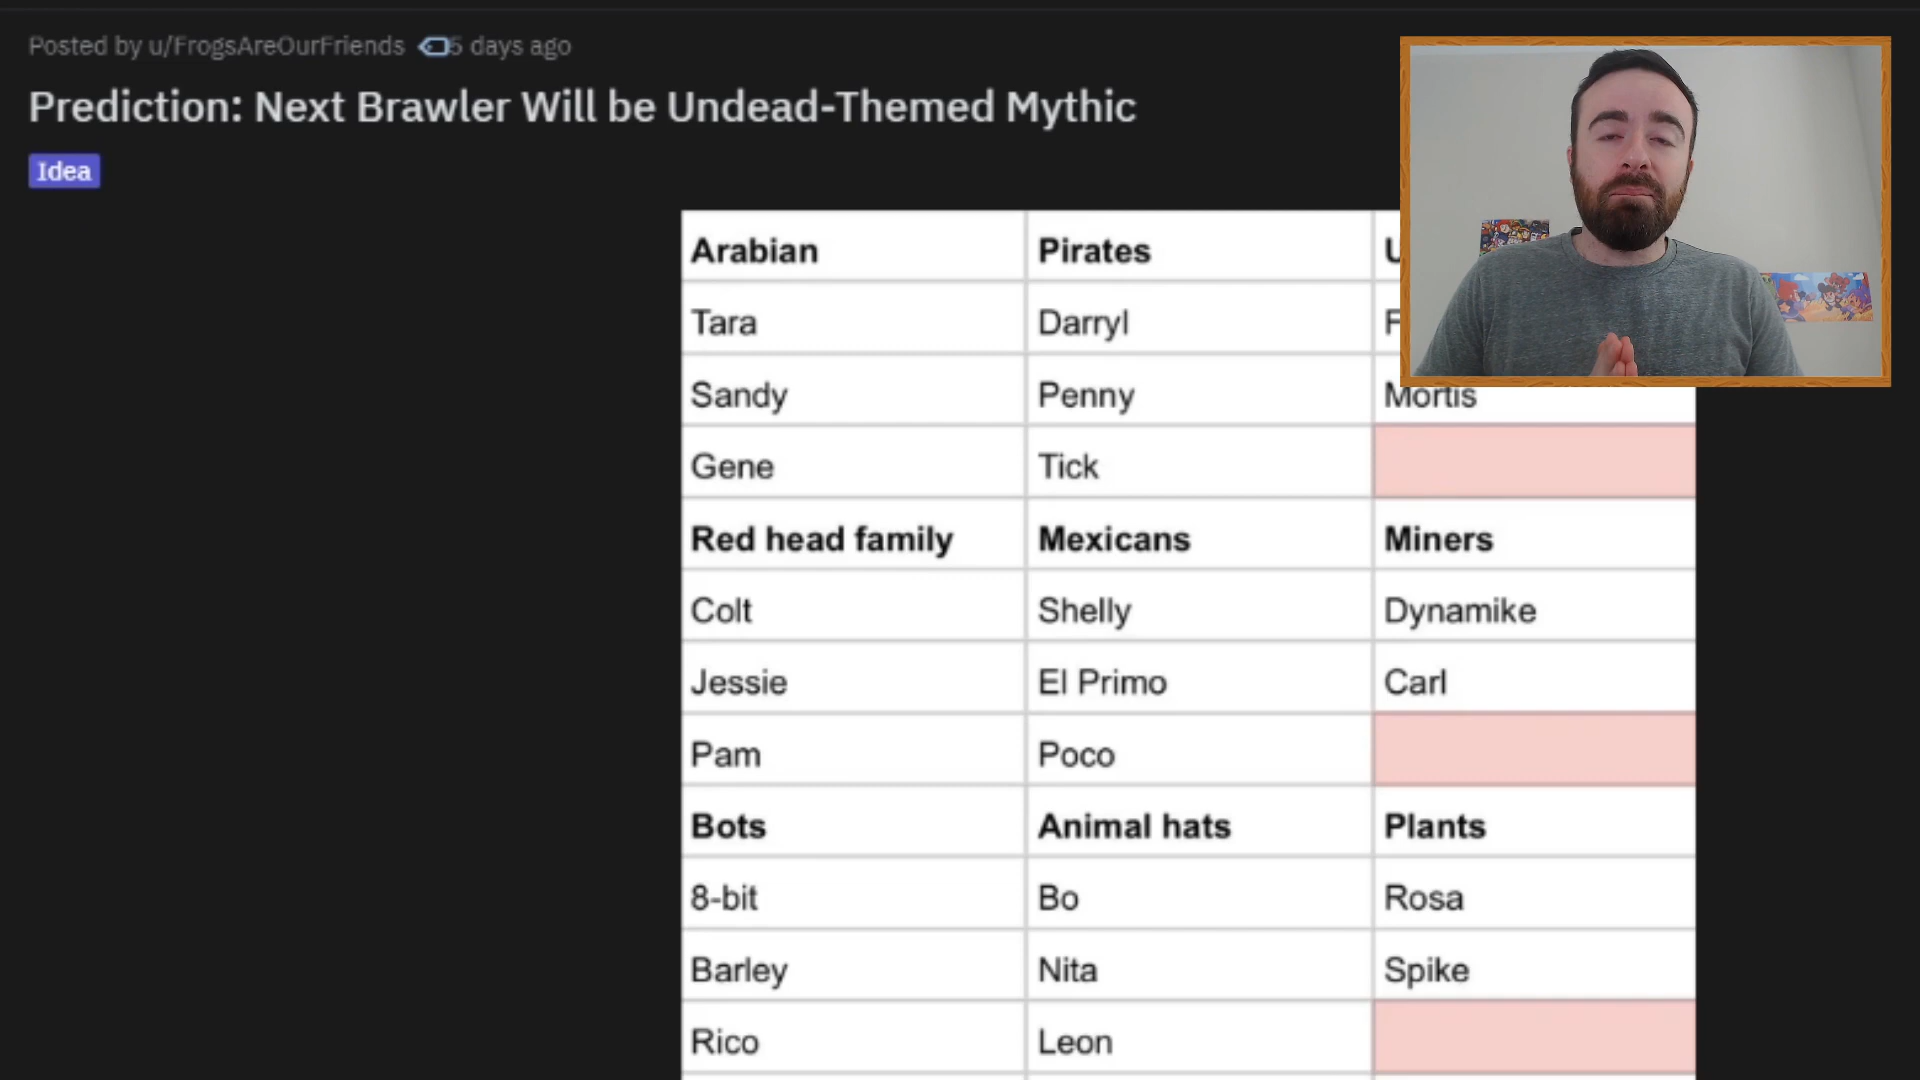 Posted by u/FrogsAreOurFriends 5 days ago
Prediction: Next Brawler Will be Undead-Themed Mythic
Idea
Arabian Pirates U
Tara Darryl F
Sandy Penny Mortis
Gene Tick
Red head family Mexicans Miners
Colt Shelly Dynamike
Jessie El Primo Carl
Pam Poco
Bots Animal hats Plants
8-bit Bo Rosa
Barley Nita Spike
Rico Leon